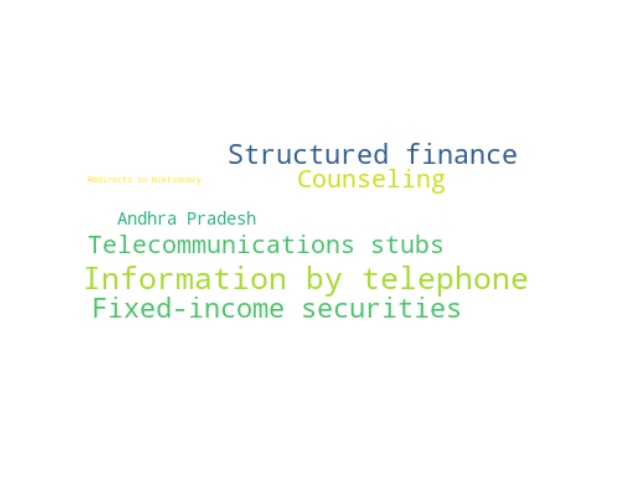 Structured finance
Redirects to Wiktionary
Counseling
Andhra Pradesh
Telecommunications stubs
Information by telephone
Fixed-income securities